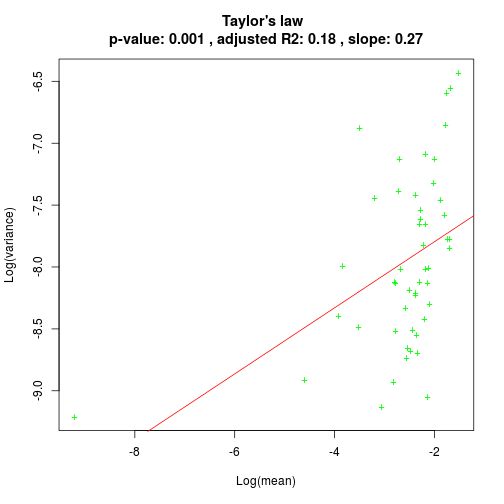 Taylor's law
p-value: 0.001 , adjusted R2: 0.18 , slope: 0.27
-6.5
-7.0
-7.5
-8.0
-8.5
-9.0
Log(variance)
-8
-6
-4
-2
Log(mean)